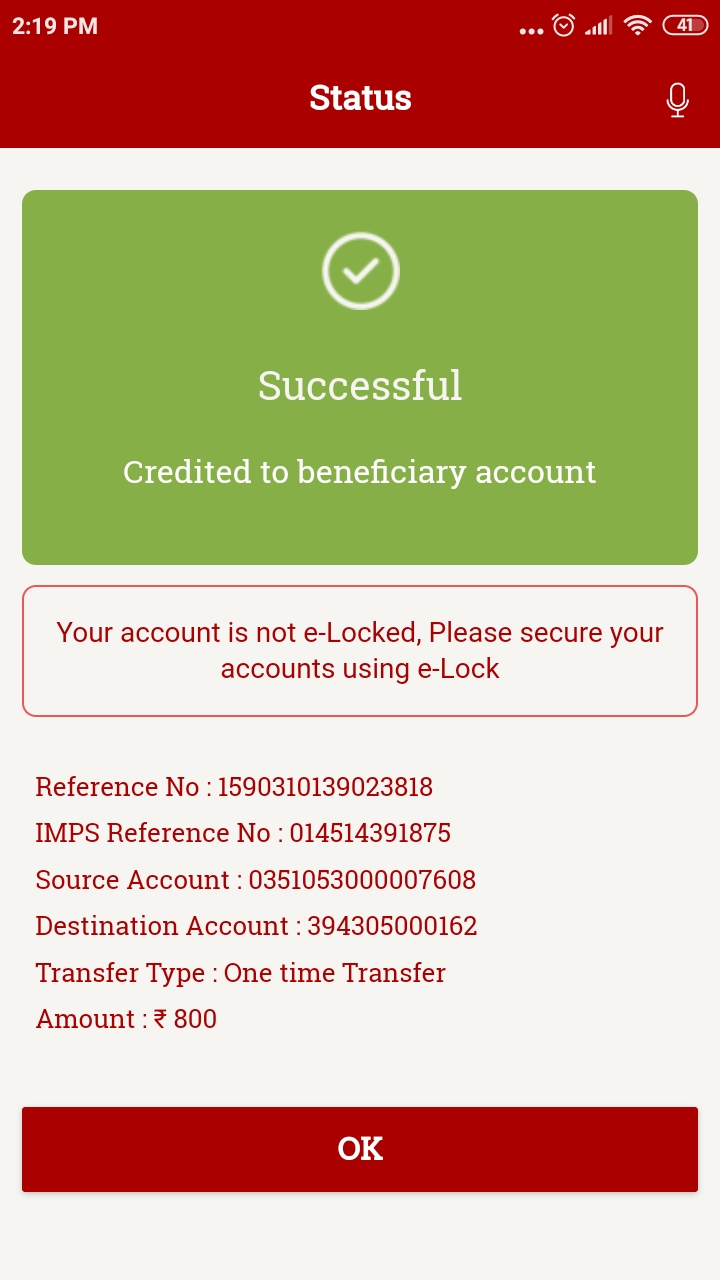 2:19 PM
41
Status
Successful
Credited to beneficiary account
Your account is not e-Locked, Please secure your
accounts using e-Lock
Reference No : 1590310139023818
IMPS Reference No : 014514391875
Source Account : 0351053000007608
Destination Account : 394305000162
Transfer Type : One time Transfer
Amount : ₹ 800
OK